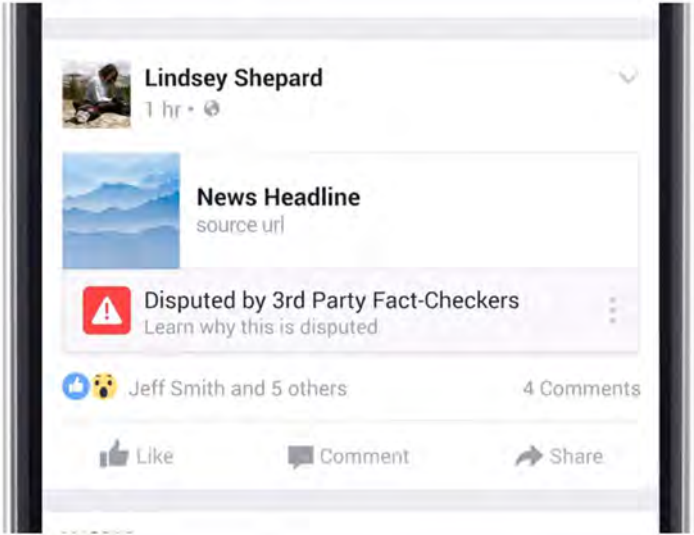 Lindsey Shepard
1 hr •
News Headline
source url
Disputed by 3rd Party Fact-Checkers
Learn why this is disputed
Jeff Smith and 5 others 4 Comments
Like Comment Share